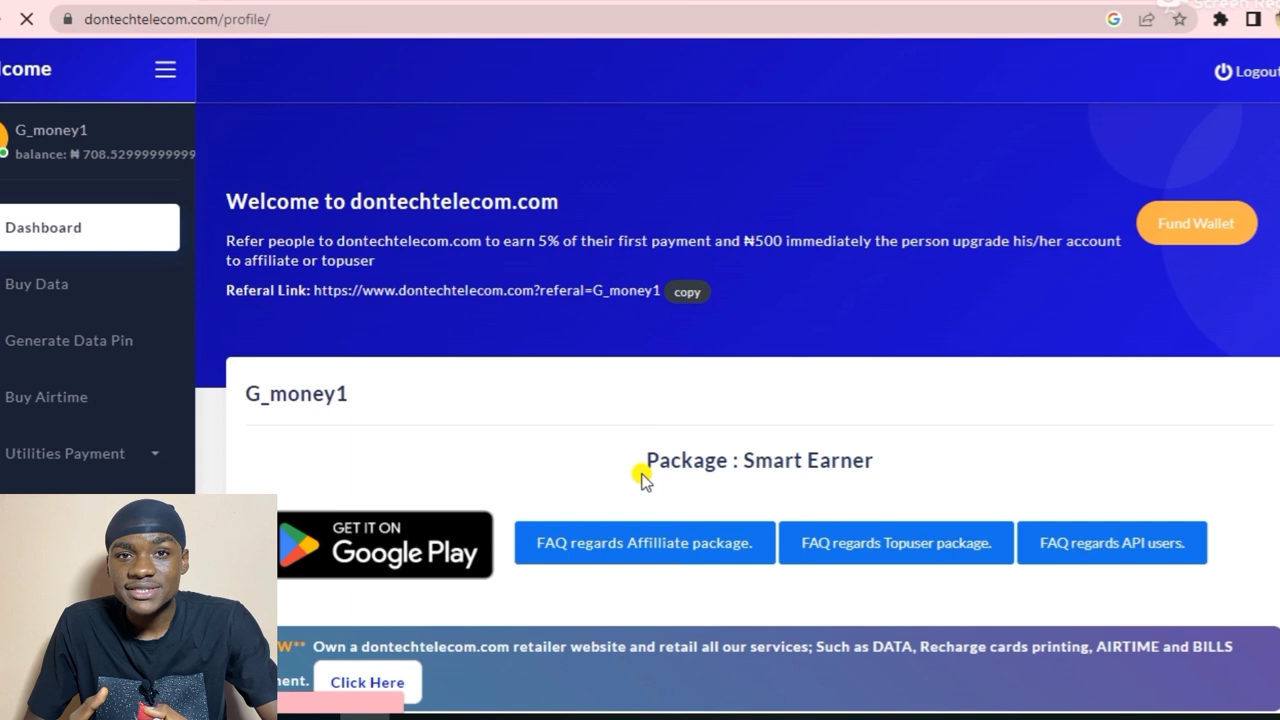 dontechtelecom.com/profile/
lcome
Logout
G_money1
balance: ₦ 708.52999999999
Dashboard
Welcome to dontechtelecom.com
Refer people to dontechtelecom.com to earn 5% of their first payment and ₦500 immediately the person upgrade his/her account
to affiliate or topuser
Fund Wallet
Referal Link: https://www.dontechtelecom.com?referal=G_money1 copy
Buy Data
Generate Data Pin
Buy Airtime
Utilities Payment
G_money1
Package : Smart Earner
GET IT ON
Google Play
FAQ regards Affilliate package.
FAQ regards Topuser package.
FAQ regards API users.
W** Own a dontechtelecom.com retailer website and retail all our services; Such as DATA, Recharge cards printing, AIRTIME and BILLS
ment. Click Here